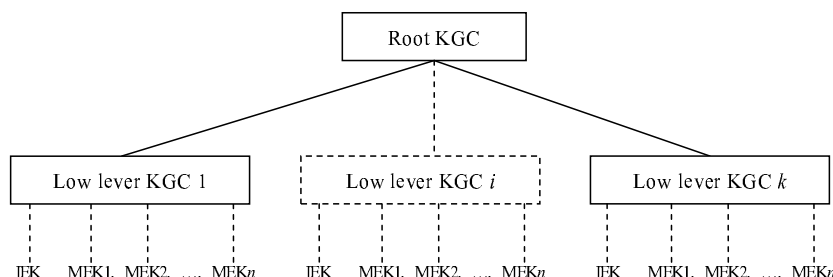 Root KGC
Low lever KGC 1 Low lever KGC i Low lever KGC k
IEK MEK1, MEK2, ..., MEKn IEK MEK1, MEK2, ..., MEKn IEK MEK1, MEK2, ..., MEKn